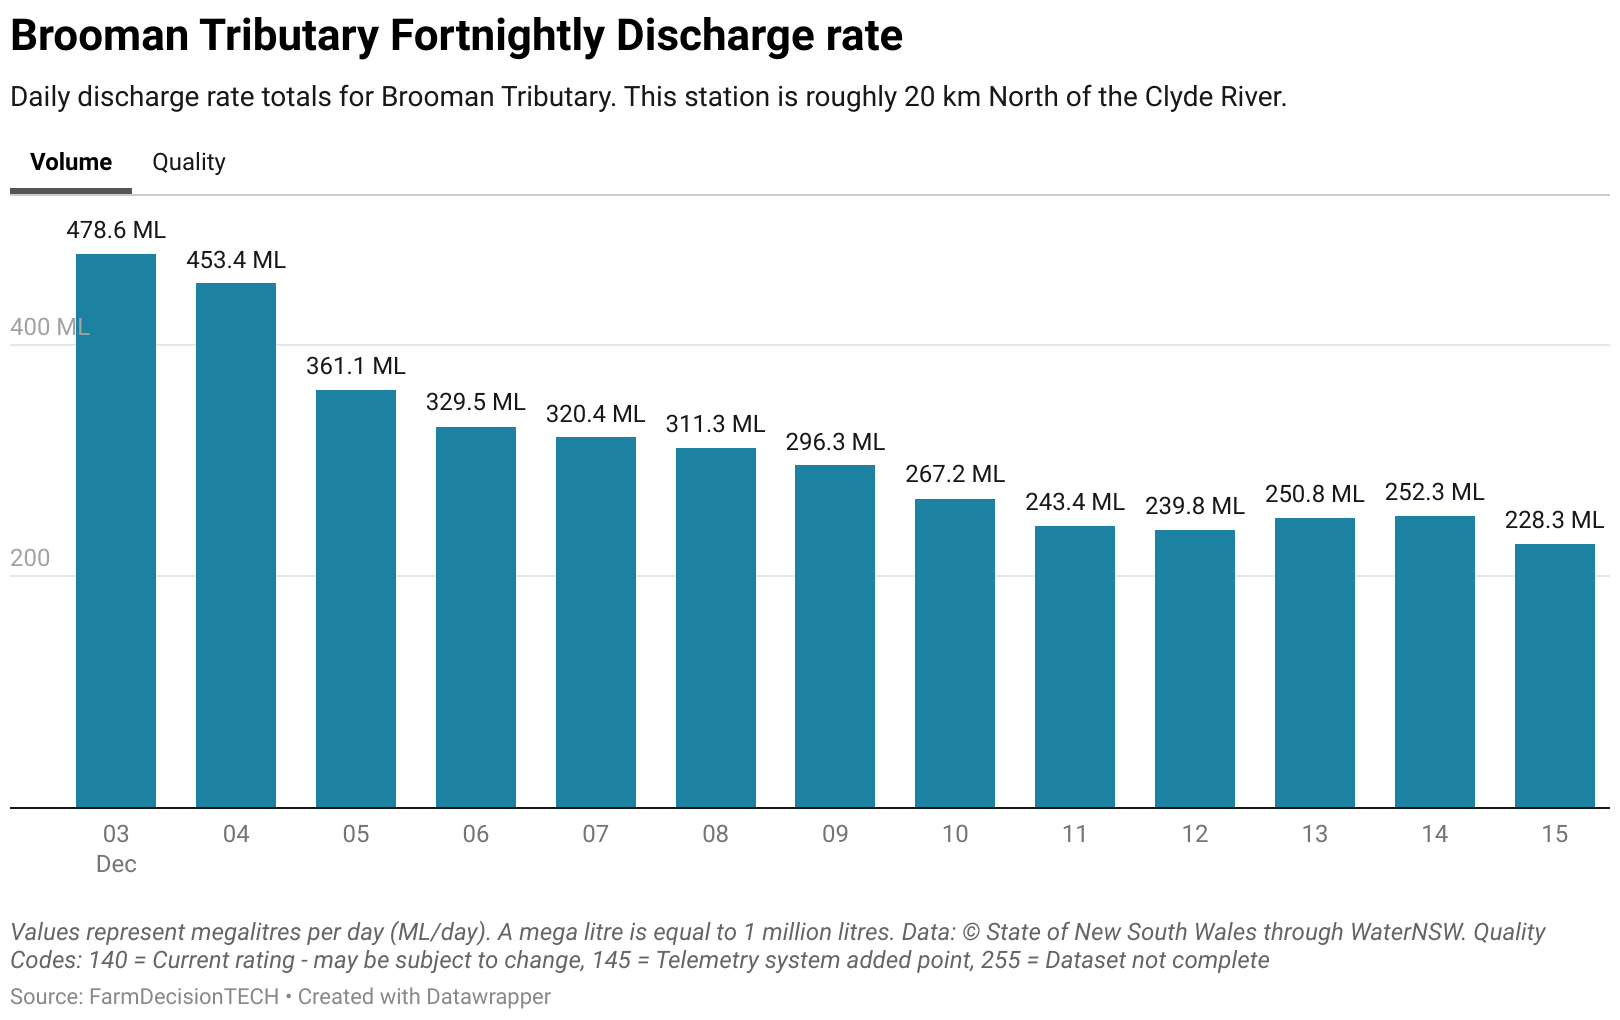 Brooman Tributary Fortnightly Discharge rate
Daily discharge rate totals for Brooman Tributary. This station is roughly 20 km North of the Clyde River.
Volume Quality
478.6 ML
453.4 ML
400 ML
361.1 ML
329.5 ML
320.4 ML
311.3 ML
296.3 ML
267.2 ML
243.4 ML
239.8 ML
250.8 ML
252.3 ML
228.3 ML
200
03 04 05 06 07 08 09 10 11 12 13 14 15
Dec
Values represent megalitres per day (ML/day). A mega litre is equal to 1 million litres. Data: © State of New South Wales through WaterNSW. Quality
Codes: 140 = Current rating - may be subject to change, 145 = Telemetry system added point, 255 = Dataset not complete
Source: FarmDecisionTECH • Created with Datawrapper